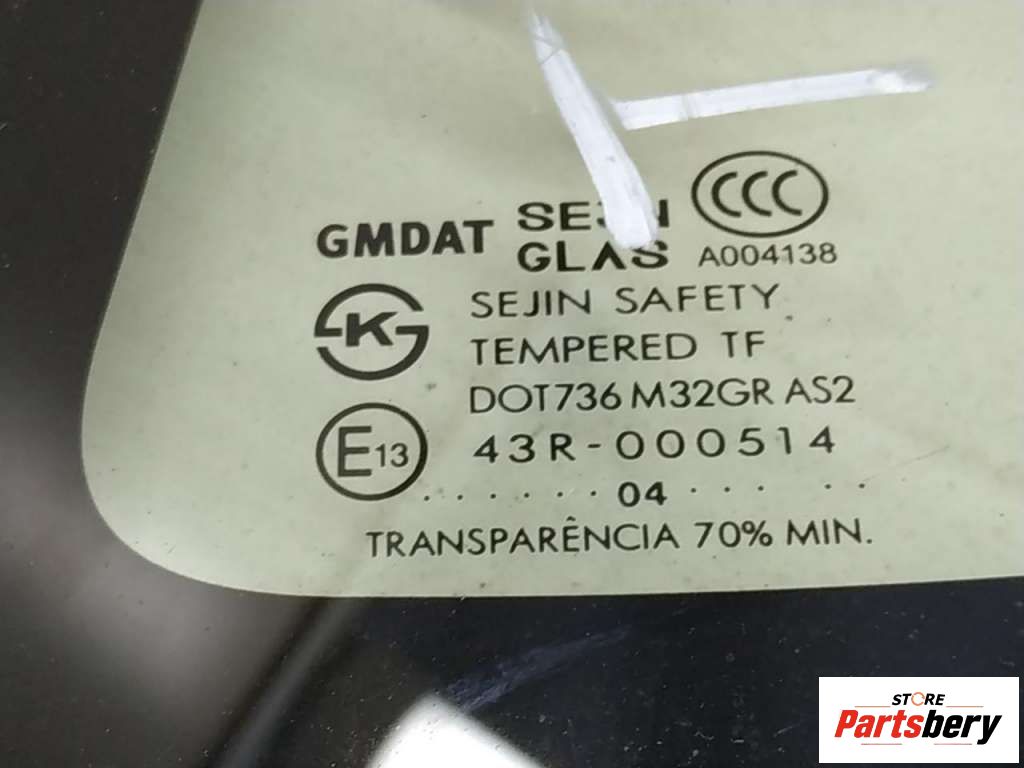 GMDAT
SEJIN
GLAS
CCC
A004138
K
SEJIN SAFETY
TEMPERED TF
DOT736 M32GR AS2
E13
43R-000514
. . . . . . 04 . . . . .
TRANSPARÊNCIA 70% MIN.
STORE
Partsbery